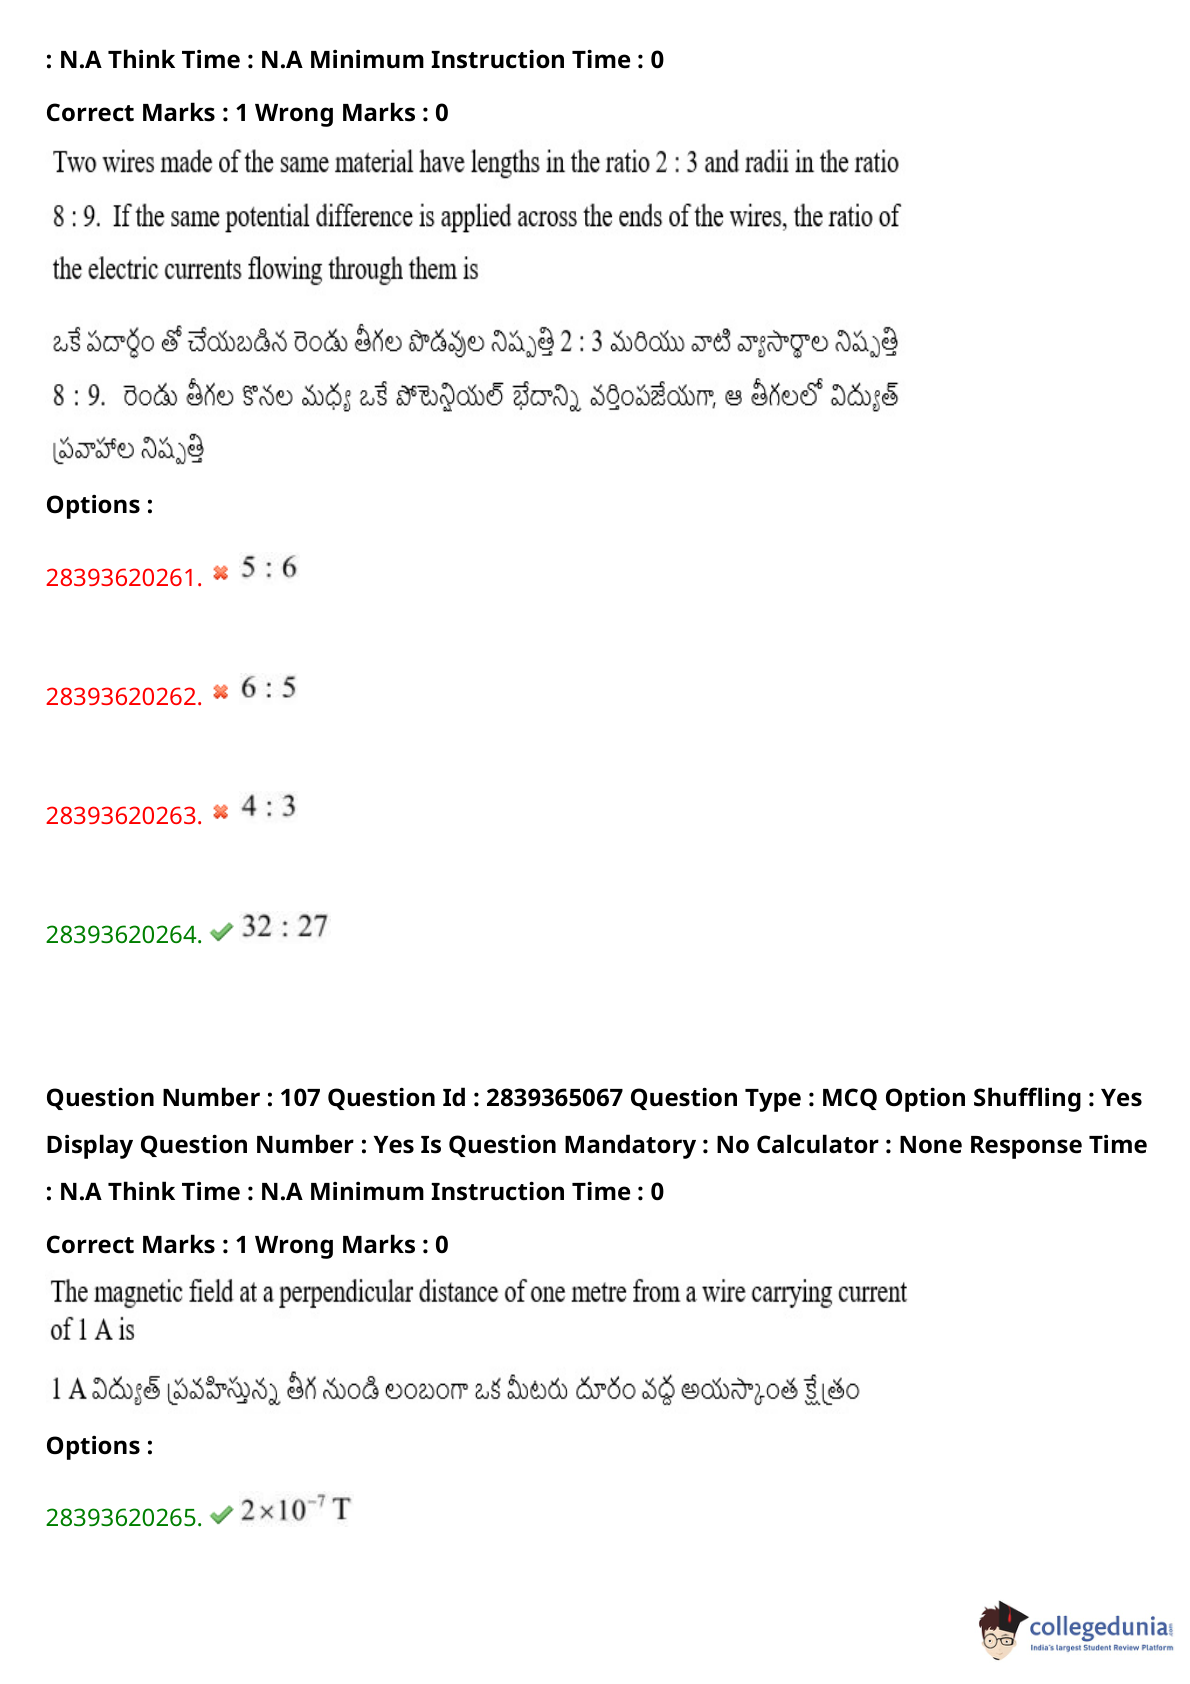 : N.A Think Time : N.A Minimum Instruction Time : 0
Correct Marks : 1 Wrong Marks : 0
Two wires made of the same material have lengths in the ratio 2 : 3 and radii in the ratio
8 : 9. If the same potential difference is applied across the ends of the wires, the ratio of
the electric currents flowing through them is
ఒకే పదార్థం తో చేయబడిన రెండు తీగల పొడవుల నిష్పత్తి 2 : 3 మరియు వాటి వ్యాసార్థాల నిష్పత్తి
8 : 9. రెండు తీగల కొనల మధ్య ఒకే పోటెన్షియల్ భేదాన్ని వర్తింపజేయగా, ఆ తీగలలో విద్యుత్
ప్రవాహాల నిష్పత్తి
Options :
28393620261. 5 : 6
28393620262. 6 : 5
28393620263. 4 : 3
28393620264. 32 : 27
Question Number : 107 Question Id : 2839365067 Question Type : MCQ Option Shuffling : Yes
Display Question Number : Yes Is Question Mandatory : No Calculator : None Response Time
: N.A Think Time : N.A Minimum Instruction Time : 0
Correct Marks : 1 Wrong Marks : 0
The magnetic field at a perpendicular distance of one metre from a wire carrying current
of 1 A is
1 A విద్యుత్ ప్రవహిస్తున్న తీగ నుండి లంబంగా ఒక మీటరు దూరం వద్ద అయస్కాంత క్షేత్రం
Options :
28393620265. 2×10⁻⁷ T
collegedunia.com
India's largest Student Review Platform